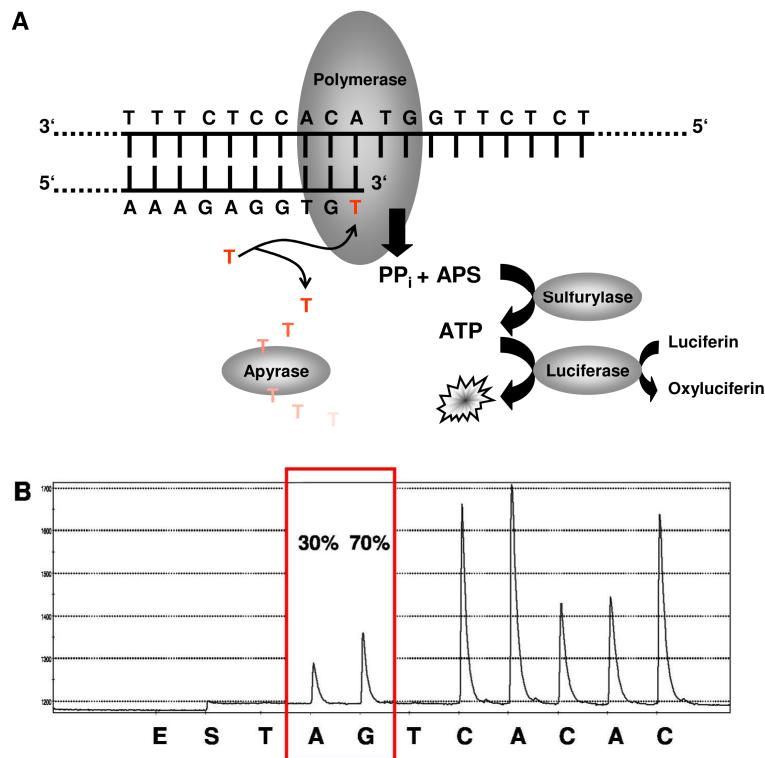 A
Polymerase
T T T C T C C A C A T G G T T C T C T
3‘ 5‘
5‘ 3‘
A A A G A G G T G T
T
T
T
T
T
T
T
PPi + APS
Sulfurylase
ATP
Luciferin
Luciferase
Apyrase
Oxyluciferin
B
1700
1600
30% 70%
1500
1400
1300
1200
E S T A G T C A C A C